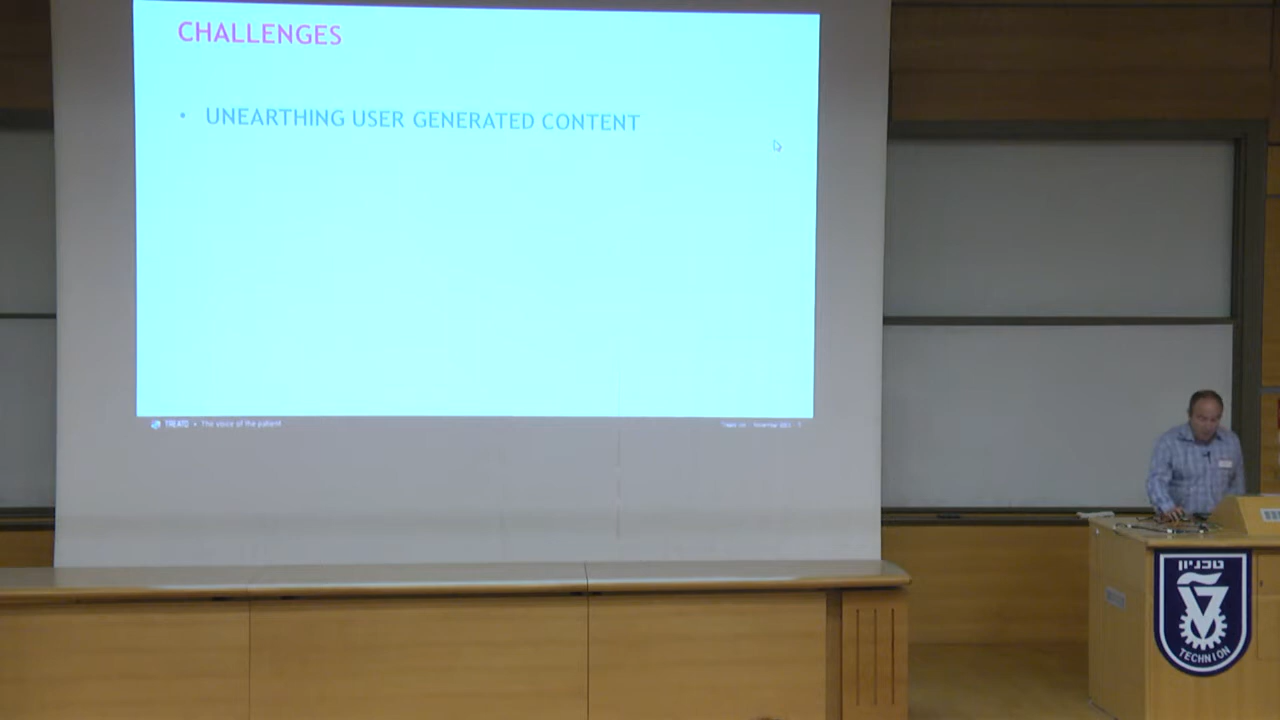 CHALLENGES
• UNEARTHING USER GENERATED CONTENT
TREATO • The voice of the patient
טכניון
TECHNION